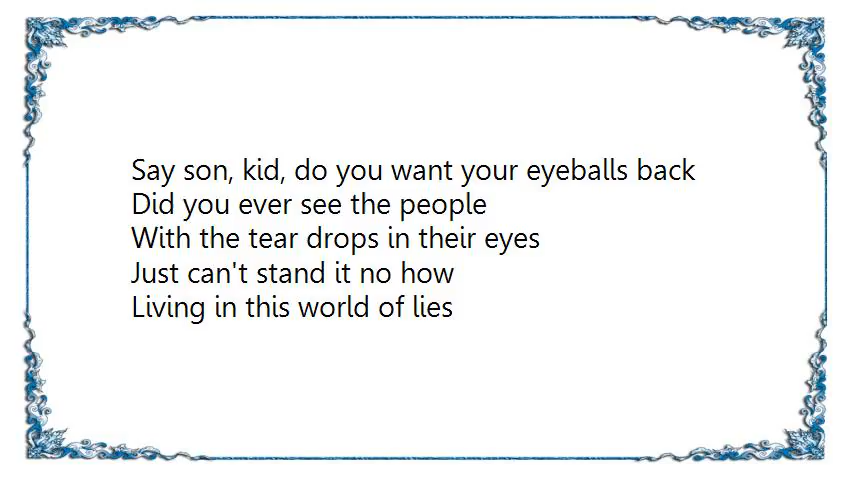 Say son, kid, do you want your eyeballs back
Did you ever see the people
With the tear drops in their eyes
Just can't stand it no how
Living in this world of lies